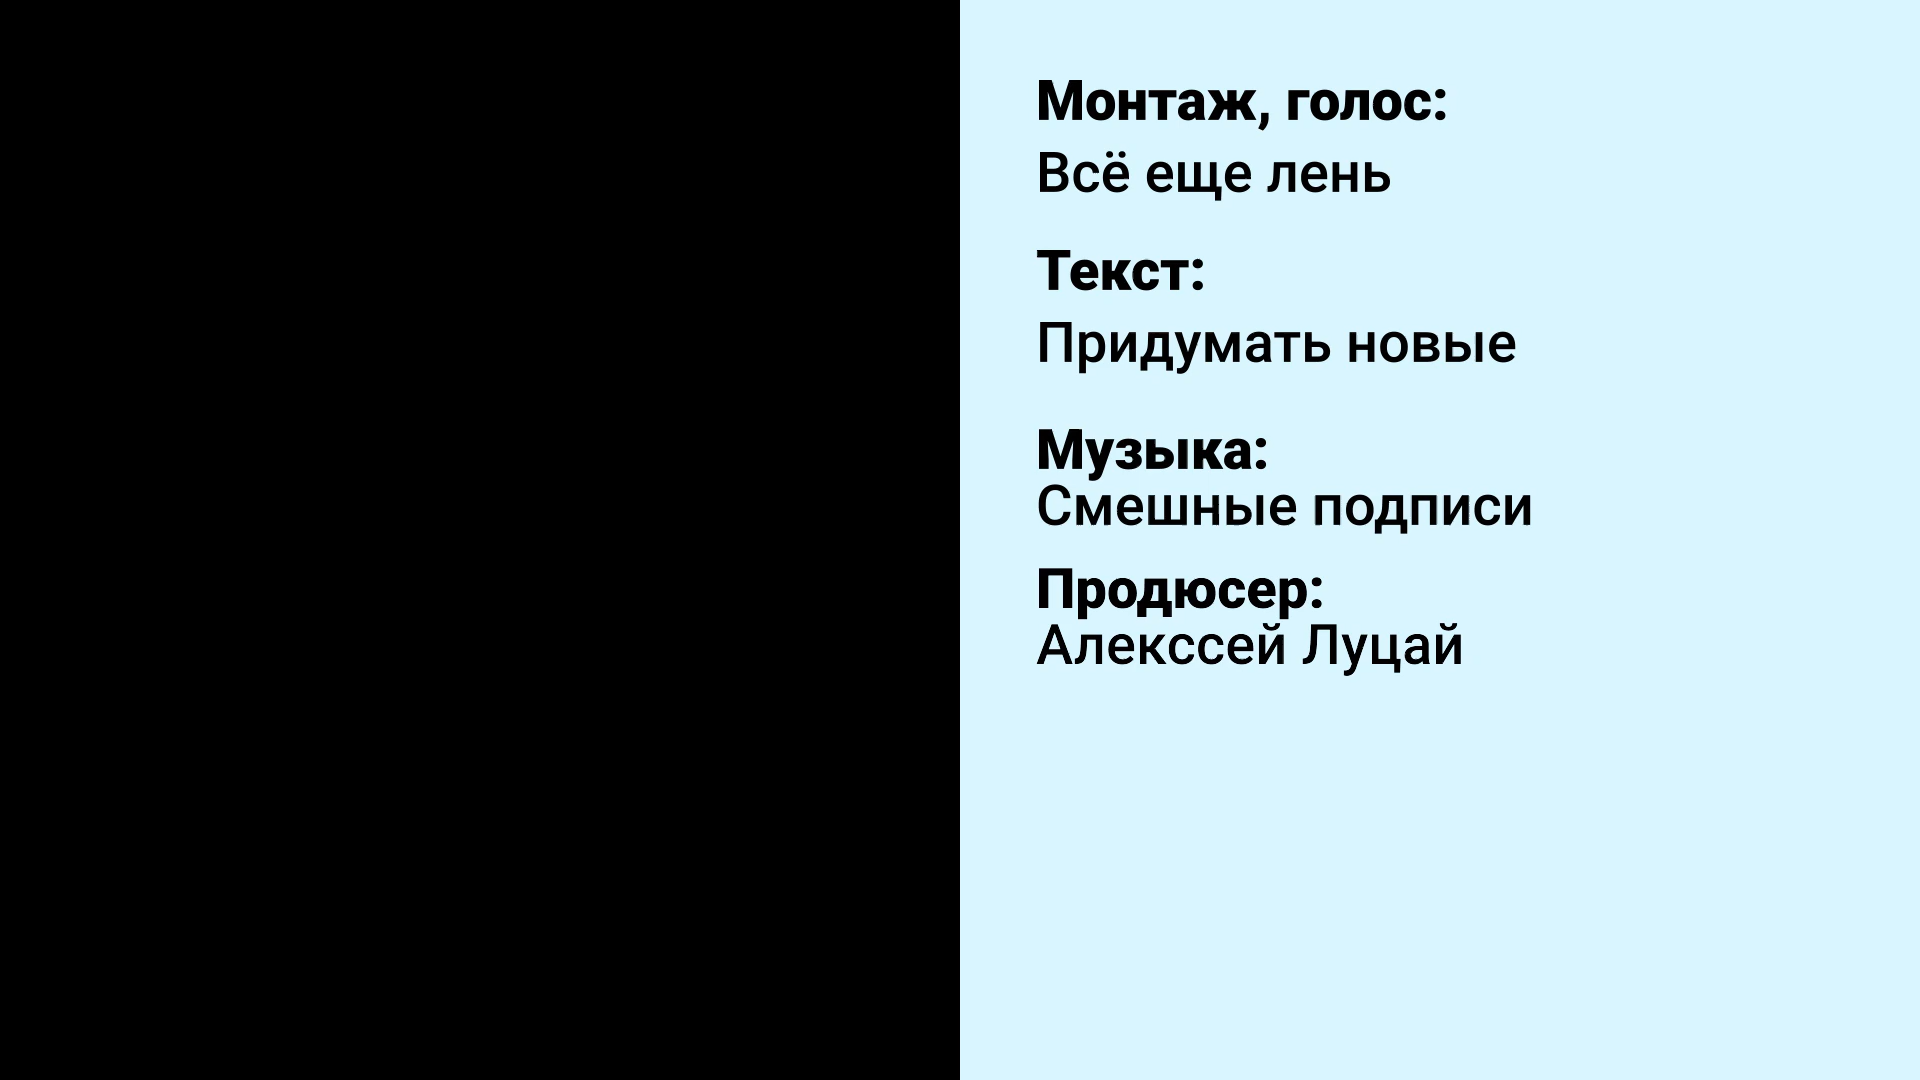 Монтаж, голос:
Всё еще лень
Текст:
Придумать новые
Музыка:
Смешные подписи
Продюсер:
Алекссей Луцай